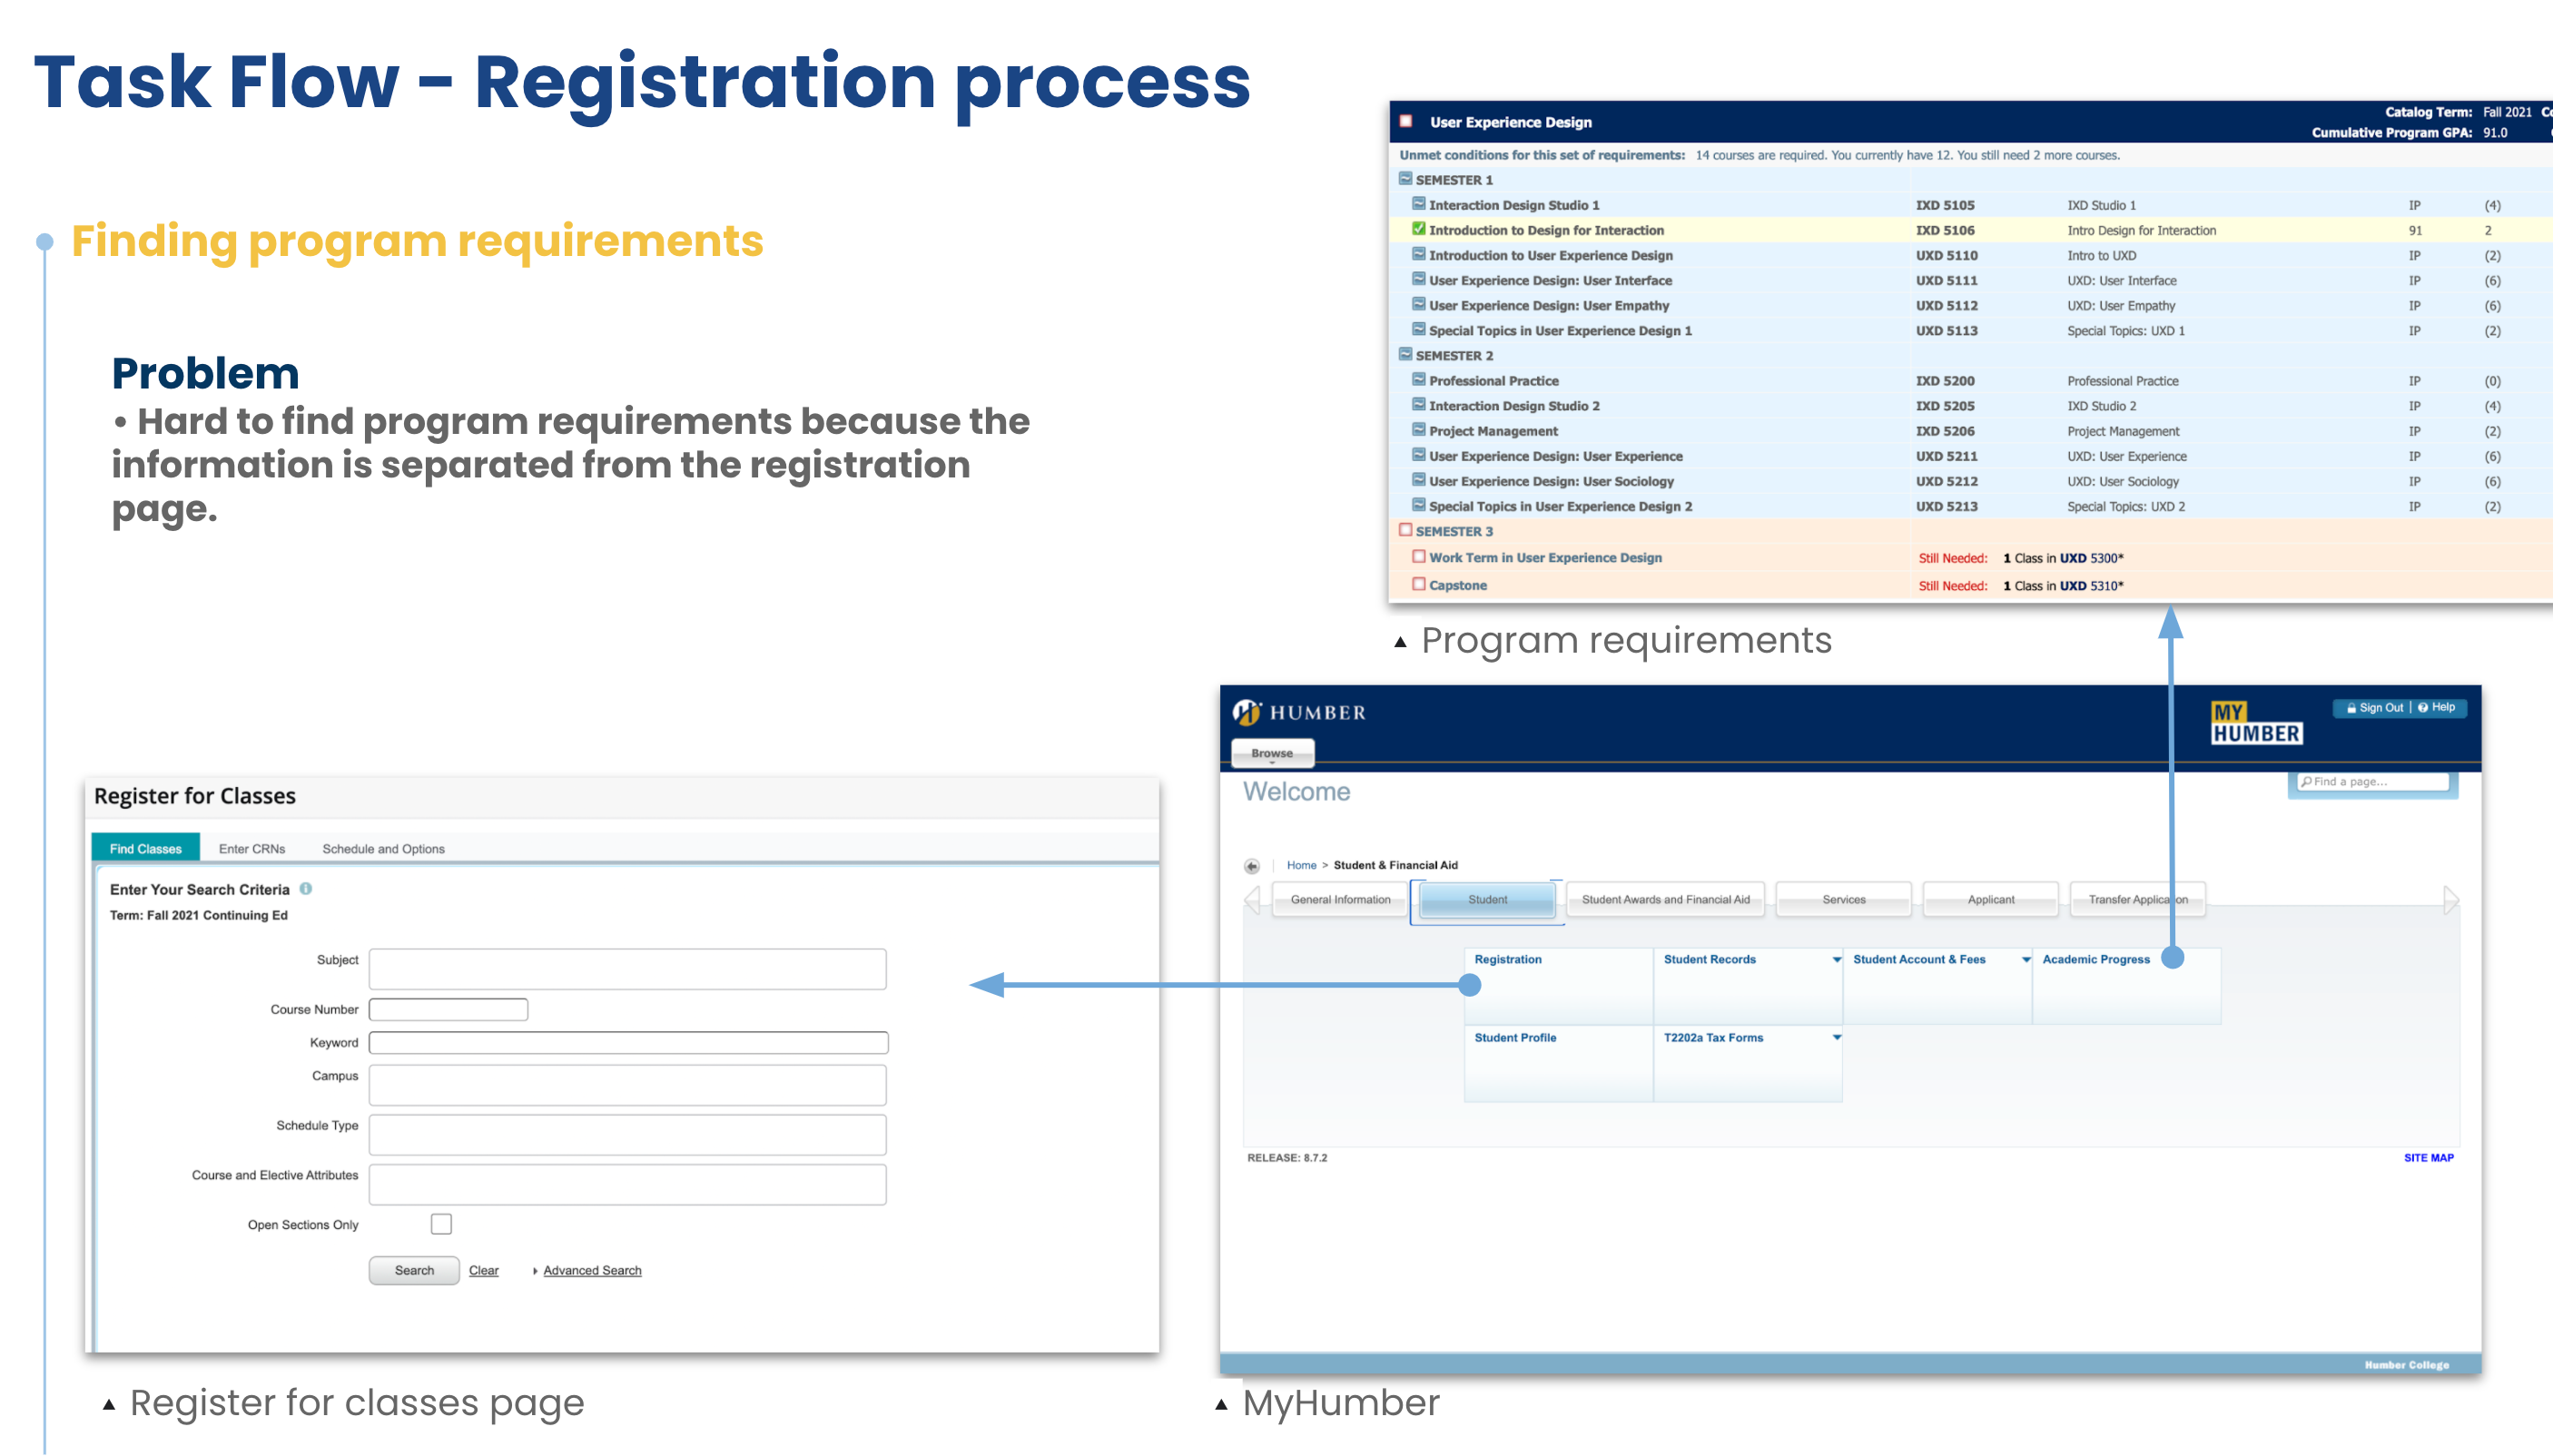 Task Flow - Registration process
Finding program requirements
Problem
• Hard to find program requirements because the
information is separated from the registration
page.
User Experience Design
Catalog Term: Fall 2021
Cumulative Program GPA: 91.0
Unmet conditions for this set of requirements: 14 courses are required. You currently have 12. You still need 2 more courses.
SEMESTER 1
Interaction Design Studio 1 IXD 5105 IXD Studio 1 IP (4)
Introduction to Design for Interaction IXD 5106 Intro Design for Interaction 91 2
Introduction to User Experience Design UXD 5110 Intro to UXD IP (2)
User Experience Design: User Interface UXD 5111 UXD: User Interface IP (6)
User Experience Design: User Empathy UXD 5112 UXD: User Empathy IP (6)
Special Topics in User Experience Design 1 UXD 5113 Special Topics: UXD 1 IP (2)
SEMESTER 2
Professional Practice IXD 5200 Professional Practice IP (0)
Interaction Design Studio 2 IXD 5205 IXD Studio 2 IP (4)
Project Management IXD 5206 Project Management IP (2)
User Experience Design: User Experience UXD 5211 UXD: User Experience IP (6)
User Experience Design: User Sociology UXD 5212 UXD: User Sociology IP (6)
Special Topics in User Experience Design 2 UXD 5213 Special Topics: UXD 2 IP (2)
SEMESTER 3
Work Term in User Experience Design Still Needed: 1 Class in UXD 5300*
Capstone Still Needed: 1 Class in UXD 5310*
▲ Program requirements
Register for Classes
Find Classes Enter CRNs Schedule and Options
Enter Your Search Criteria
Term: Fall 2021 Continuing Ed
Subject
Course Number
Keyword
Campus
Schedule Type
Course and Elective Attributes
Open Sections Only
Search Clear Advanced Search
▲ Register for classes page
HUMBER
MY
HUMBER
Sign Out | Help
Browse
Welcome
Find a page...
Home > Student & Financial Aid
General Information Student Student Awards and Financial Aid Services Applicant Transfer Application
Registration Student Records Student Account & Fees Academic Progress
Student Profile T2202a Tax Forms
RELEASE: 8.7.2
SITE MAP
Humber College
▲ MyHumber